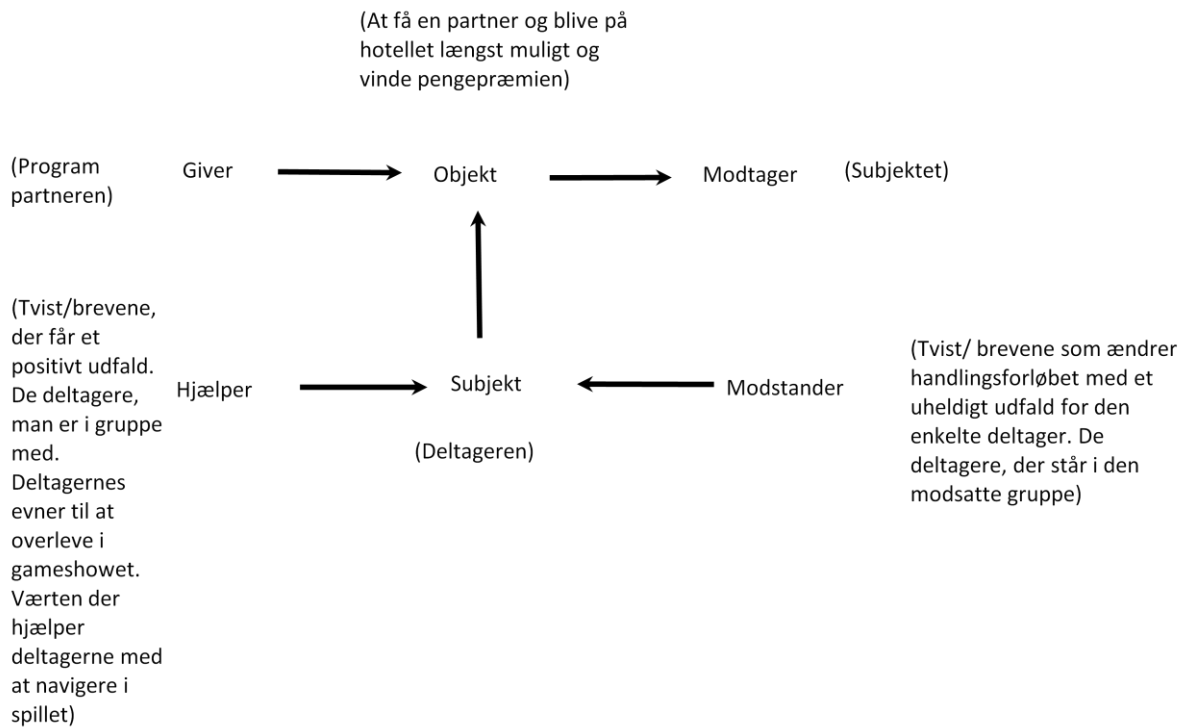 (At få en partner og blive på
hotellet længst muligt og
vinde pengepræmien)
(Program
partneren)
Giver
Objekt
Modtager
(Subjektet)
(Tvist/brevene,
der får et
positivt udfald.
De deltagere,
man er i gruppe
med.
Deltagernes
evner til at
overleve i
gameshowet.
Værten der
hjælper
deltagerne med
at navigere i
spillet)
Hjælper
Subjekt
(Deltageren)
Modstander
(Tvist/ brevene som ændrer
handlingsforløbet med et
uheldigt udfald for den
enkelte deltager. De
deltagere, der står i den
modsatte gruppe)